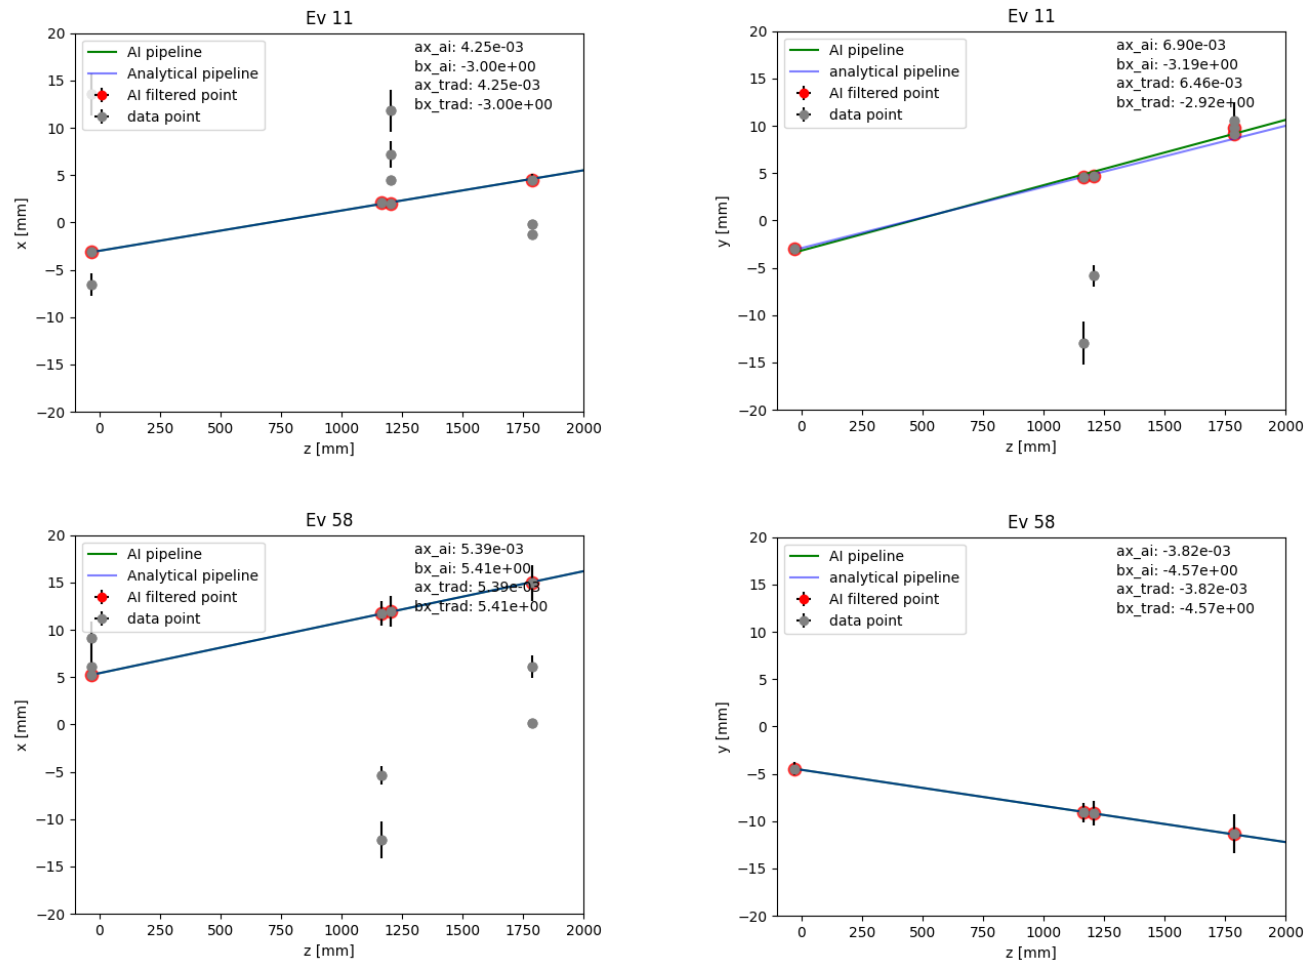 Ev 11
AI pipeline
Analytical pipeline
AI filtered point
data point
ax_ai: 4.25e-03
bx_ai: -3.00e+00
ax_trad: 4.25e-03
bx_trad: -3.00e+00
20
15
10
5
0
−5
−10
−15
−20
x [mm]
0
250
500
750
1000
1250
1500
1750
2000
z [mm]
Ev 11
AI pipeline
analytical pipeline
AI filtered point
data point
ax_ai: 6.90e-03
bx_ai: -3.19e+00
ax_trad: 6.46e-03
bx_trad: -2.92e+00
20
15
10
5
0
−5
−10
−15
−20
y [mm]
0
250
500
750
1000
1250
1500
1750
2000
z [mm]
Ev 58
AI pipeline
Analytical pipeline
AI filtered point
data point
ax_ai: 5.39e-03
bx_ai: 5.41e+00
ax_trad: 5.39e-03
bx_trad: 5.41e+00
20
15
10
5
0
−5
−10
−15
−20
x [mm]
0
250
500
750
1000
1250
1500
1750
2000
z [mm]
Ev 58
AI pipeline
analytical pipeline
AI filtered point
data point
ax_ai: -3.82e-03
bx_ai: -4.57e+00
ax_trad: -3.82e-03
bx_trad: -4.57e+00
20
15
10
5
0
−5
−10
−15
−20
y [mm]
0
250
500
750
1000
1250
1500
1750
2000
z [mm]